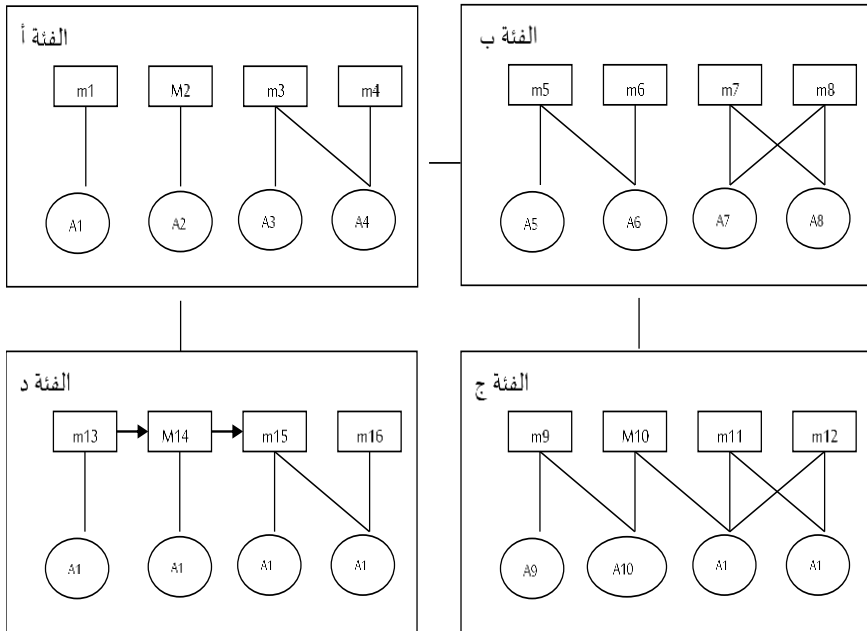 الفئة أ
m1 M2 m3 m4
A1 A2 A3 A4
الفئة ب
m5 m6 m7 m8
A5 A6 A7 A8
الفئة د
m13 M14 m15 m16
A1 A1 A1 A1
الفئة ج
m9 M10 m11 m12
A9 A10 A1 A1